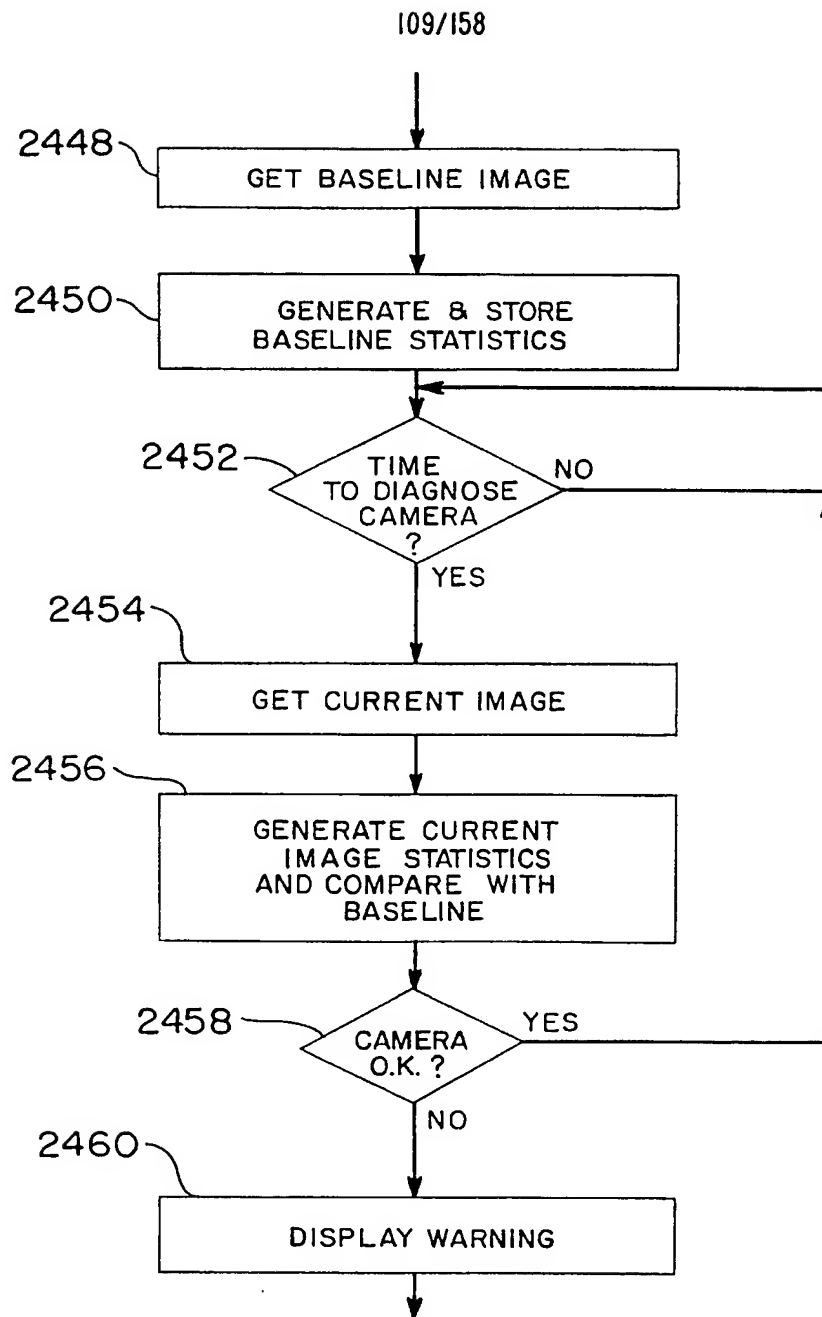 109/158
2448
GET BASELINE IMAGE
2450
GENERATE & STORE
BASELINE STATISTICS
2452
TIME
TO DIAGNOSE
CAMERA
?
NO
YES
2454
GET CURRENT IMAGE
2456
GENERATE CURRENT
IMAGE STATISTICS
AND COMPARE WITH
BASELINE
2458
CAMERA
O.K. ?
YES
NO
2460
DISPLAY WARNING